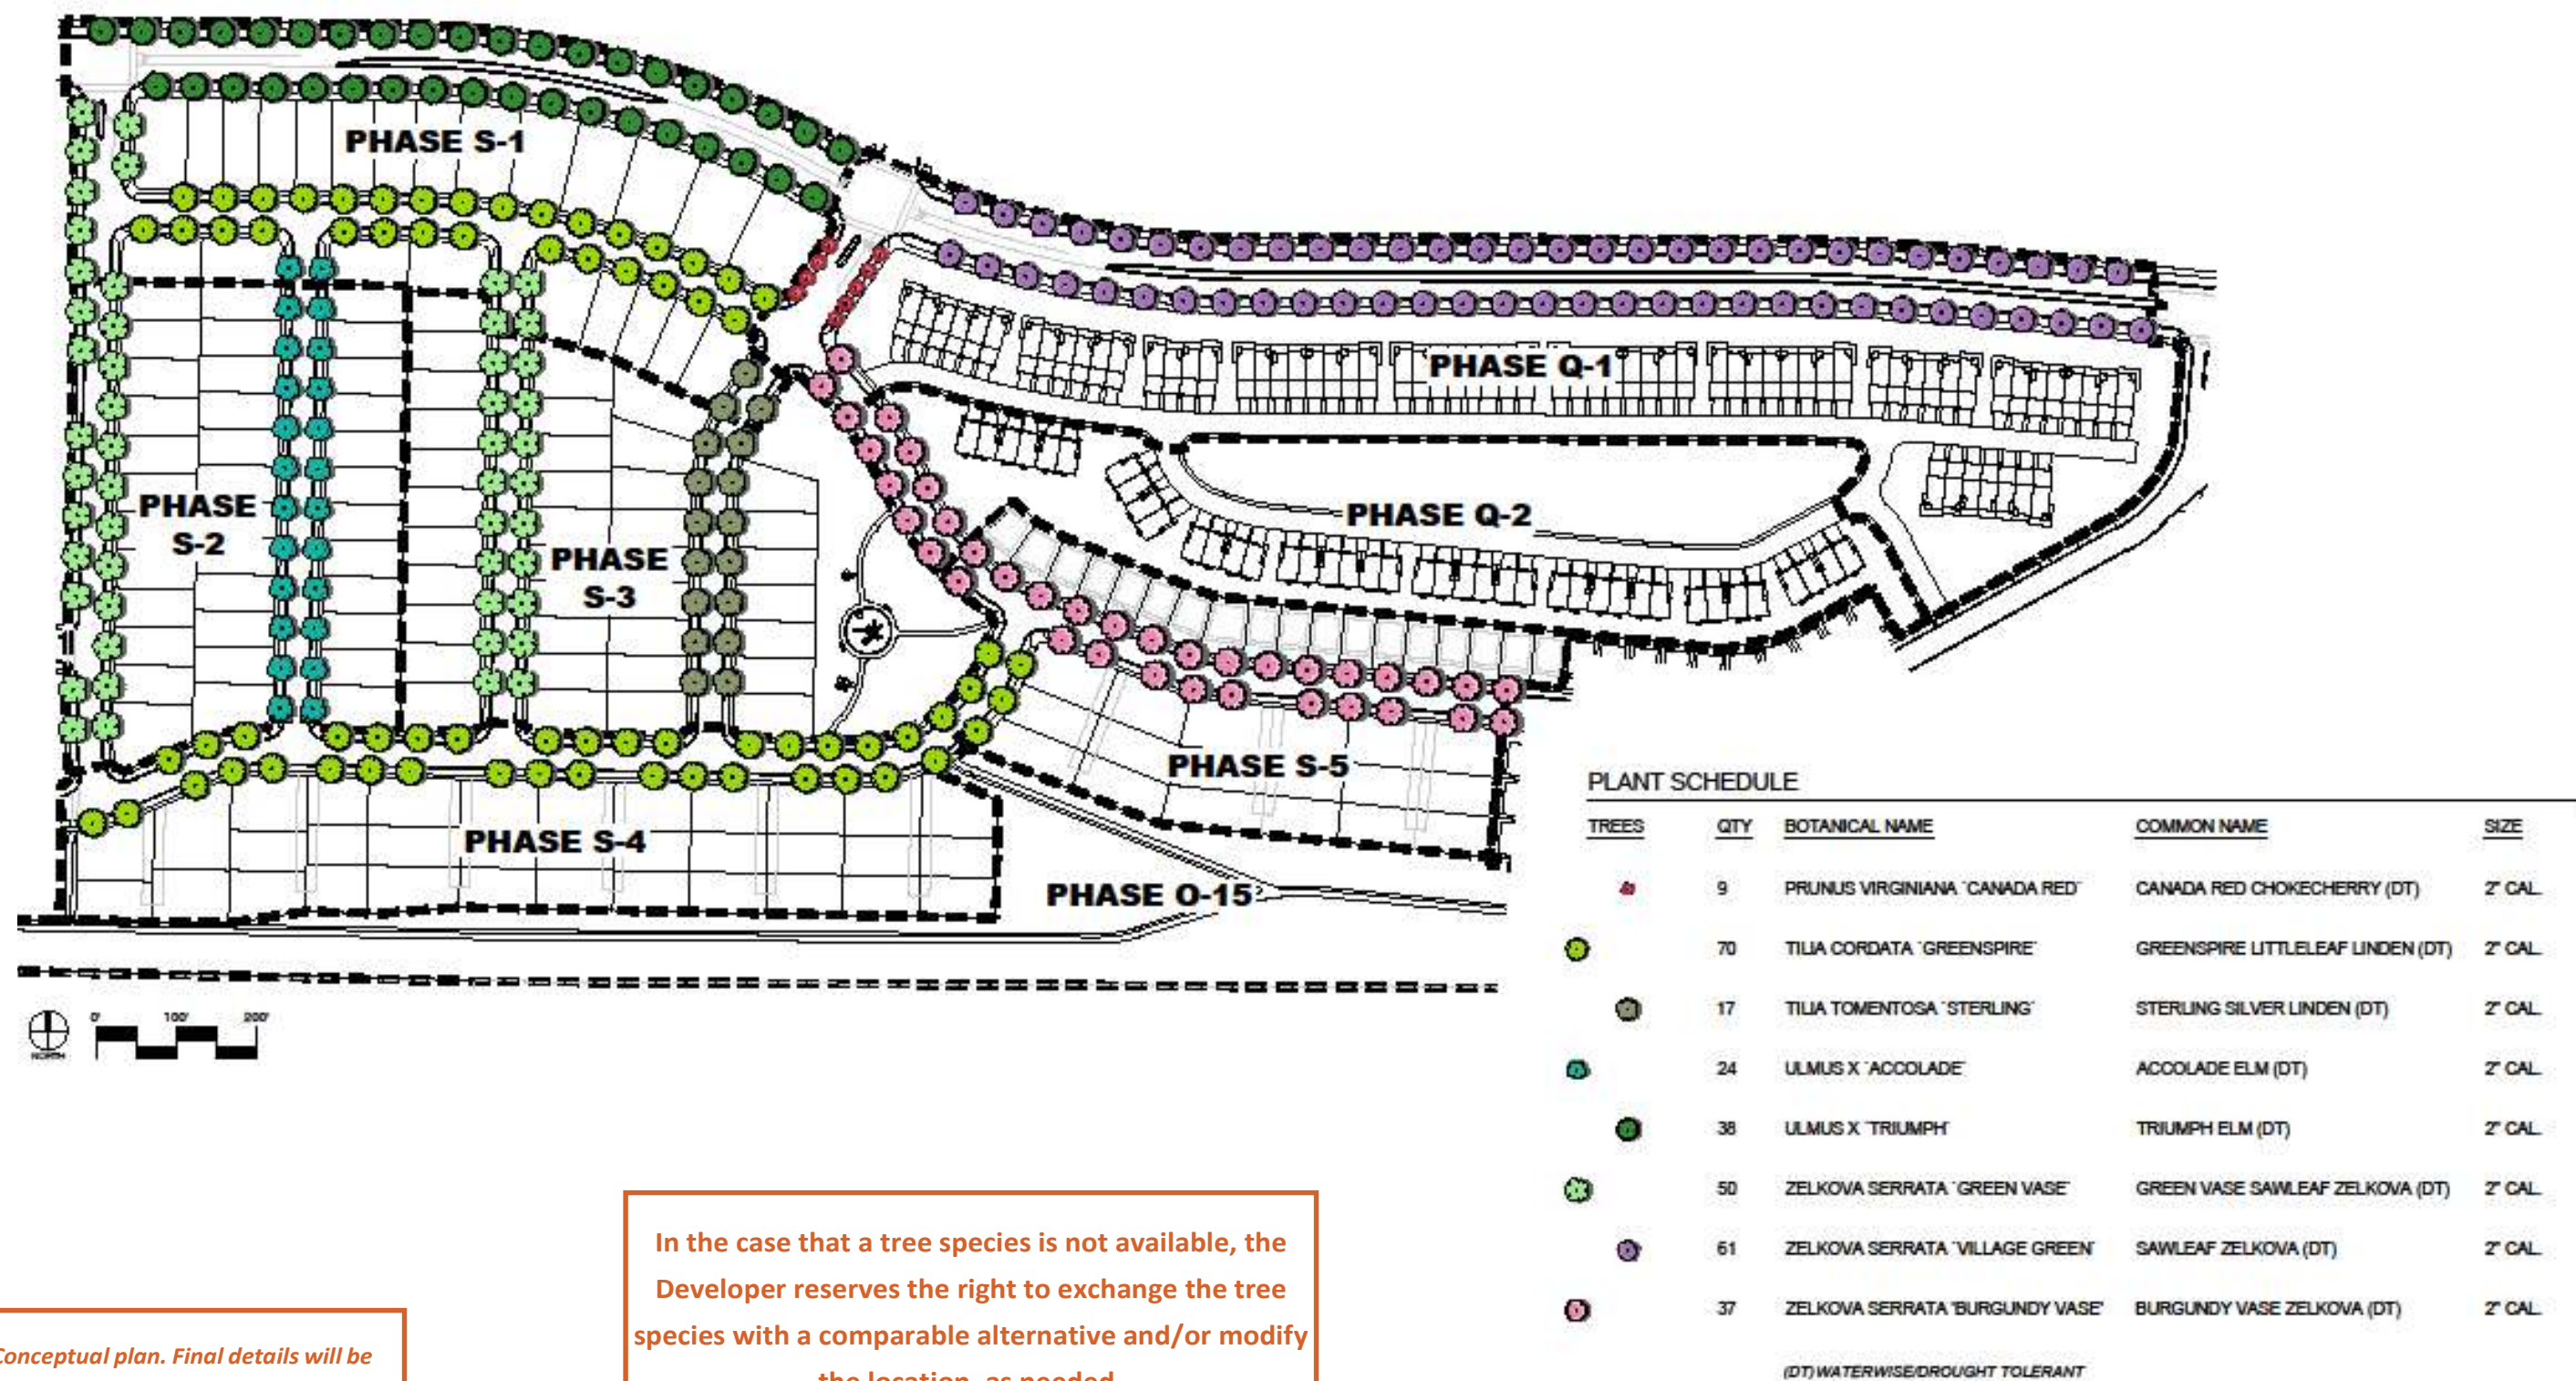 PHASE S-1
PHASE Q-1
PHASE
S-2
PHASE Q-2
PHASE
S-3
PHASE S-5
PHASE S-4
PHASE O-15
0' 100' 200'
NORTH
PLANT SCHEDULE
TREES QTY BOTANICAL NAME COMMON NAME SIZE
9 PRUNUS VIRGINIANA `CANADA RED` CANADA RED CHOKECHERRY (DT) 2" CAL.
70 TILIA CORDATA `GREENSPIRE` GREENSPIRE LITTLELEAF LINDEN (DT) 2" CAL.
17 TILIA TOMENTOSA `STERLING` STERLING SILVER LINDEN (DT) 2" CAL.
24 ULMUS X `ACCOLADE` ACCOLADE ELM (DT) 2" CAL.
38 ULMUS X `TRIUMPH` TRIUMPH ELM (DT) 2" CAL.
50 ZELKOVA SERRATA `GREEN VASE` GREEN VASE SAWLEAF ZELKOVA (DT) 2" CAL.
61 ZELKOVA SERRATA `VILLAGE GREEN` SAWLEAF ZELKOVA (DT) 2" CAL.
37 ZELKOVA SERRATA 'BURGUNDY VASE' BURGUNDY VASE ZELKOVA (DT) 2" CAL.
(DT) WATERWISE/DROUGHT TOLERANT
In the case that a tree species is not available, the
Developer reserves the right to exchange the tree
species with a comparable alternative and/or modify
the location, as needed
Conceptual plan. Final details will be